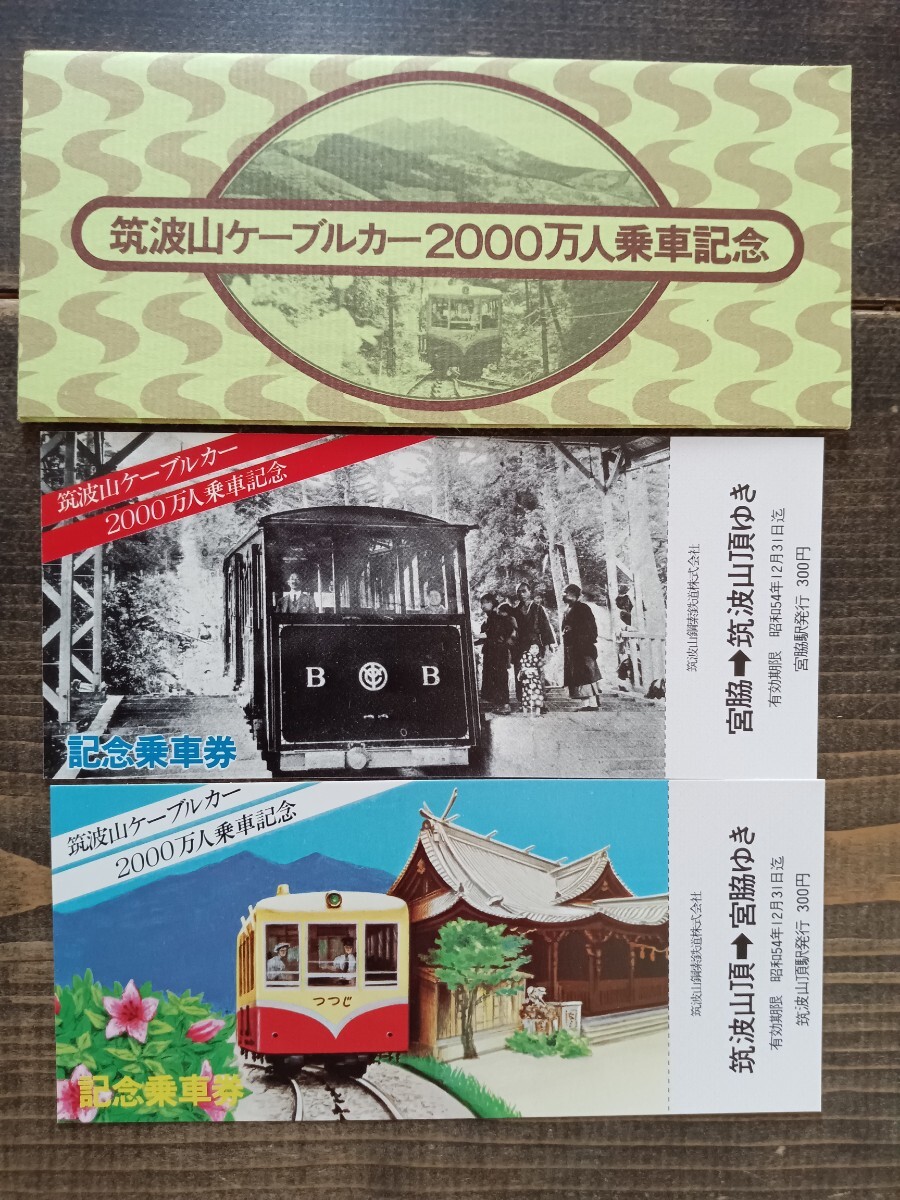 筑波山ケーブルカー2000万人乗車記念
筑波山ケーブルカー
2000万人乗車記念
B B
記念乗車券
筑波山鋼索鉄道株式会社
宮脇➡筑波山頂ゆき
有効期限 昭和54年12月31日迄
宮脇駅発行 300円
筑波山ケーブルカー
2000万人乗車記念
つつじ
記念乗車券
筑波山鋼索鉄道株式会社
筑波山頂➡宮脇ゆき
有効期限 昭和54年12月31日迄
筑波山頂駅発行 300円